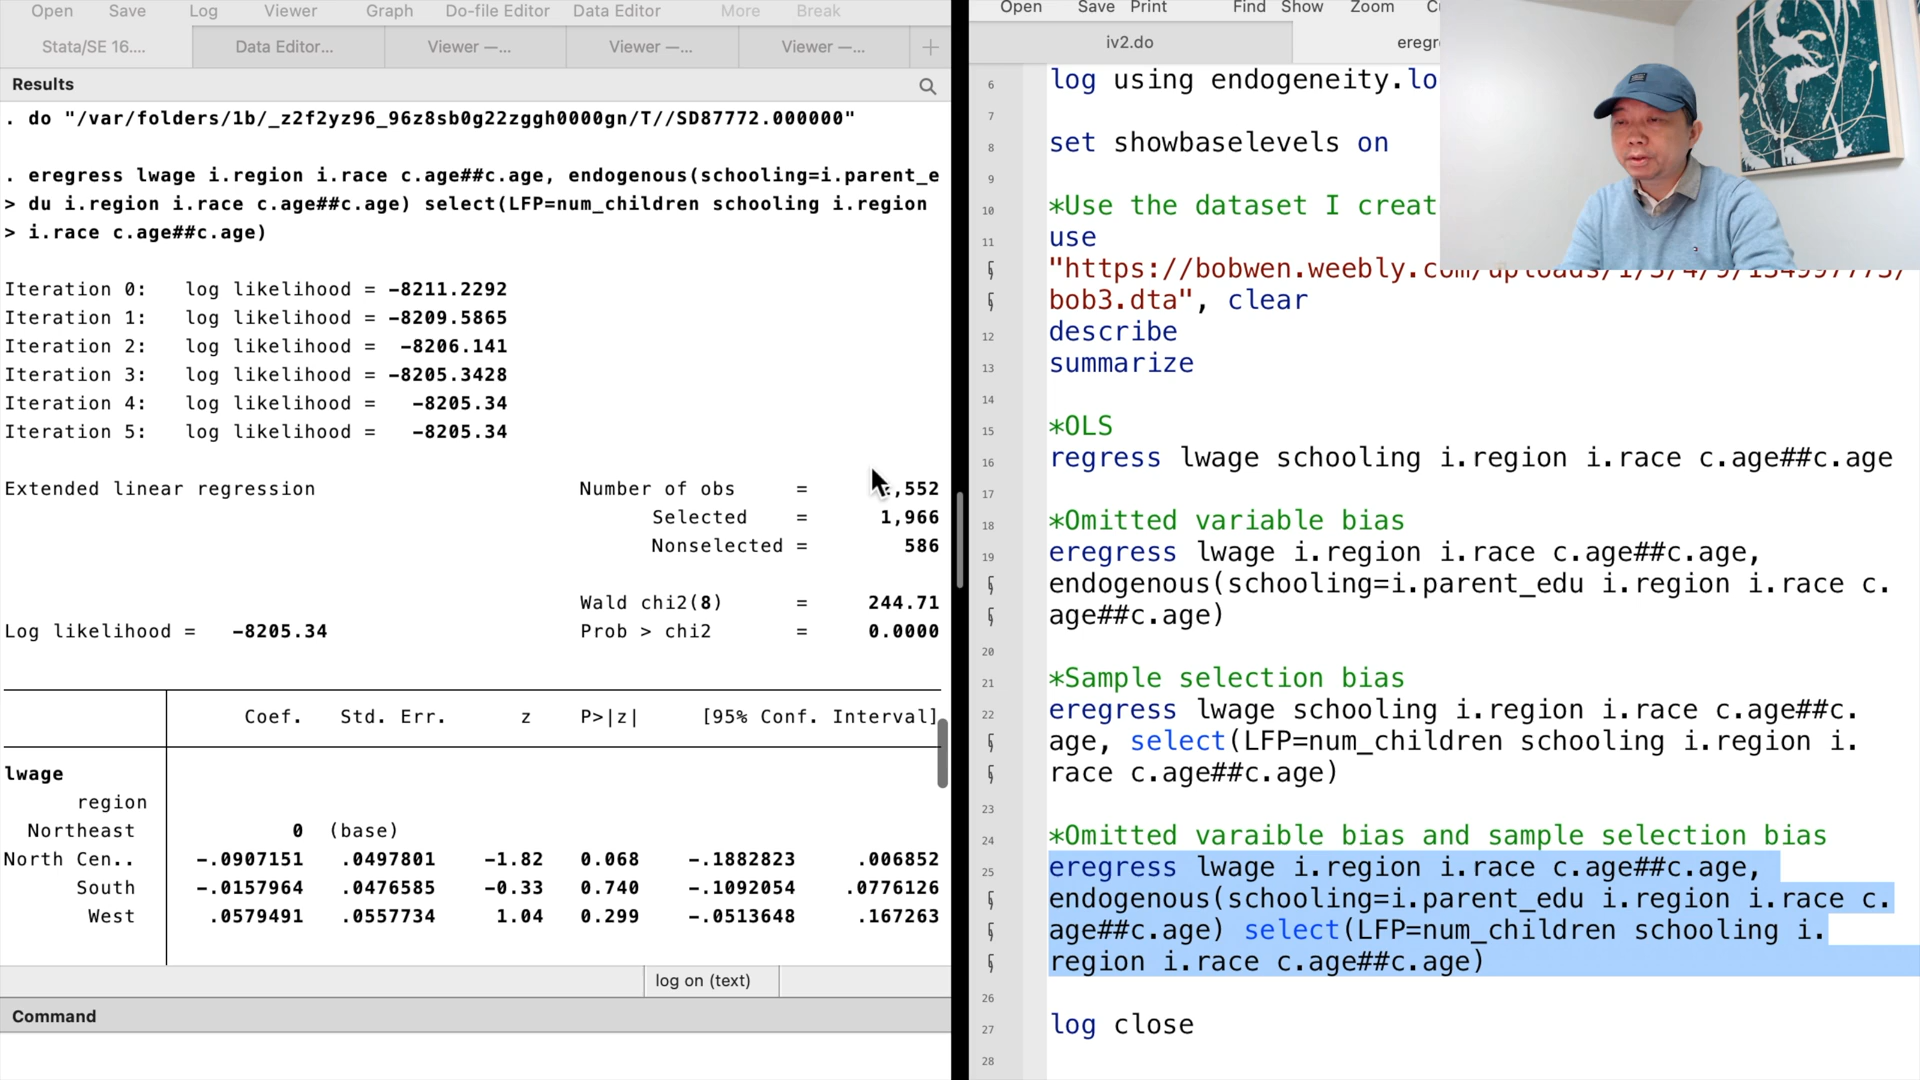 Open Save Log Viewer Graph Do-file Editor Data Editor More Break
Stata/SE 16.... Data Editor... Viewer —... Viewer —... Viewer —...
Results
. do "/var/folders/1b/_z2f2yz96_96z8sb0g22zggh0000gn/T//SD87772.000000"
. eregress lwage i.region i.race c.age##c.age, endogenous(schooling=i.parent_e
> du i.region i.race c.age##c.age) select(LFP=num_children schooling i.region
> i.race c.age##c.age)
Iteration 0: log likelihood = -8211.2292
Iteration 1: log likelihood = -8209.5865
Iteration 2: log likelihood = -8206.141
Iteration 3: log likelihood = -8205.3428
Iteration 4: log likelihood = -8205.34
Iteration 5: log likelihood = -8205.34
Extended linear regression Number of obs = ,552
Selected = 1,966
Nonselected = 586
Wald chi2(8) = 244.71
Log likelihood = -8205.34 Prob > chi2 = 0.0000
Coef. Std. Err. z P>|z| [95% Conf. Interval]
lwage
region
Northeast 0 (base)
North Cen.. -.0907151 .0497801 -1.82 0.068 -.1882823 .006852
South -.0157964 .0476585 -0.33 0.740 -.1092054 .0776126
West .0579491 .0557734 1.04 0.299 -.0513648 .167263
log on (text)
Command
Open Save Print Find Show Zoom
iv2.do eregr
6 log using endogeneity.lo
7
8 set showbaselevels on
9
10 *Use the dataset I creat
11 use
"https://bobwen.weebly.com/uploads/1/3/4/9/134997773/
bob3.dta", clear
12 describe
13 summarize
14
15 *OLS
16 regress lwage schooling i.region i.race c.age##c.age
17
18 *Omitted variable bias
19 eregress lwage i.region i.race c.age##c.age,
endogenous(schooling=i.parent_edu i.region i.race c.
age##c.age)
20
21 *Sample selection bias
22 eregress lwage schooling i.region i.race c.age##c.
age, select(LFP=num_children schooling i.region i.
race c.age##c.age)
23
24 *Omitted varaible bias and sample selection bias
25 eregress lwage i.region i.race c.age##c.age,
endogenous(schooling=i.parent_edu i.region i.race c.
age##c.age) select(LFP=num_children schooling i.
region i.race c.age##c.age)
26
27 log close
28